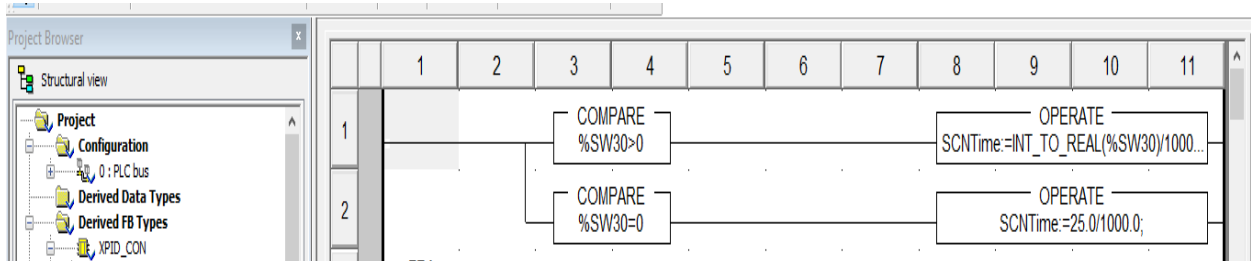 Project Browser
x
Structural view
Project
Configuration
0 : PLC bus
Derived Data Types
Derived FB Types
XPID_CON
1 2 3 4 5 6 7 8 9 10 11
1
COMPARE
%SW30>0
OPERATE
SCNTime:=INT_TO_REAL(%SW30)/1000...
2
COMPARE
%SW30=0
OPERATE
SCNTime:=25.0/1000.0;